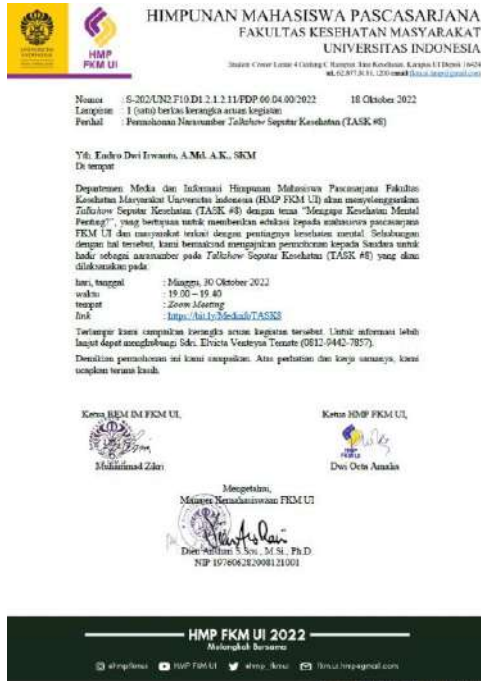 HIMPUNAN MAHASISWA PASCASARJANA
FAKULTAS KESEHATAN MASYARAKAT
UNIVERSITAS INDONESIA
HMP
FKM UI
Nomor : S-202/UN2.F10.D1.2.1.2.11/PDP.00.04.00/2022 18 Oktober 2022
Lampiran : 1 (satu) berkas kerangka acuan kegiatan
Perihal : Permohonan Narasumber Talkshow Seputar Kesehatan (TASK #8)
Yth. Endro Dwi Irwanto, A.Md. A.K., SKM
Di tempat
Departemen Media dan Informasi Himpunan Mahasiswa Pascasarjana Fakultas
Kesehatan Masyarakat Universitas Indonesia (HMP FKM UI) akan menyelenggarakan
Talkshow Seputar Kesehatan (TASK #8) dengan tema "Mengapa Kesehatan Mental
Penting?", yang bertujuan untuk memberikan edukasi kepada mahasiswa pascasarjana
FKM UI dan masyarakat terkait dengan pentingnya kesehatan mental. Sehubungan
dengan hal tersebut, kami bermaksud mengajukan permohonan kepada Saudara untuk
hadir sebagai narasumber pada Talkshow Seputar Kesehatan (TASK #8) yang akan
dilaksanakan pada:
hari, tanggal : Minggu, 30 Oktober 2022
waktu : 19.00 – 19.40
tempat : Zoom Meeting
link : https://bit.ly/MedinfoTASK8
Terlampir kami sampaikan kerangka acuan kegiatan tersebut. Untuk informasi lebih
lanjut dapat menghubungi Sdri. Elvicta Venteysa Ternate (0812-9442-7857).
Demikian permohonan ini kami sampaikan. Atas perhatian dan kerja samanya, kami
ucapkan terima kasih.
Ketua BEM IM FKM UI, Ketua HMP FKM UI,
Muhammad Zikri Dwi Octa Amalia
Mengetahui,
Manajer Kemahasiswaan FKM UI
Dien Anshari S.Sos., M.Si., Ph.D
NIP 197606282008121001
HMP FKM UI 2022
Melangkah Bersama
HMP FKM UI